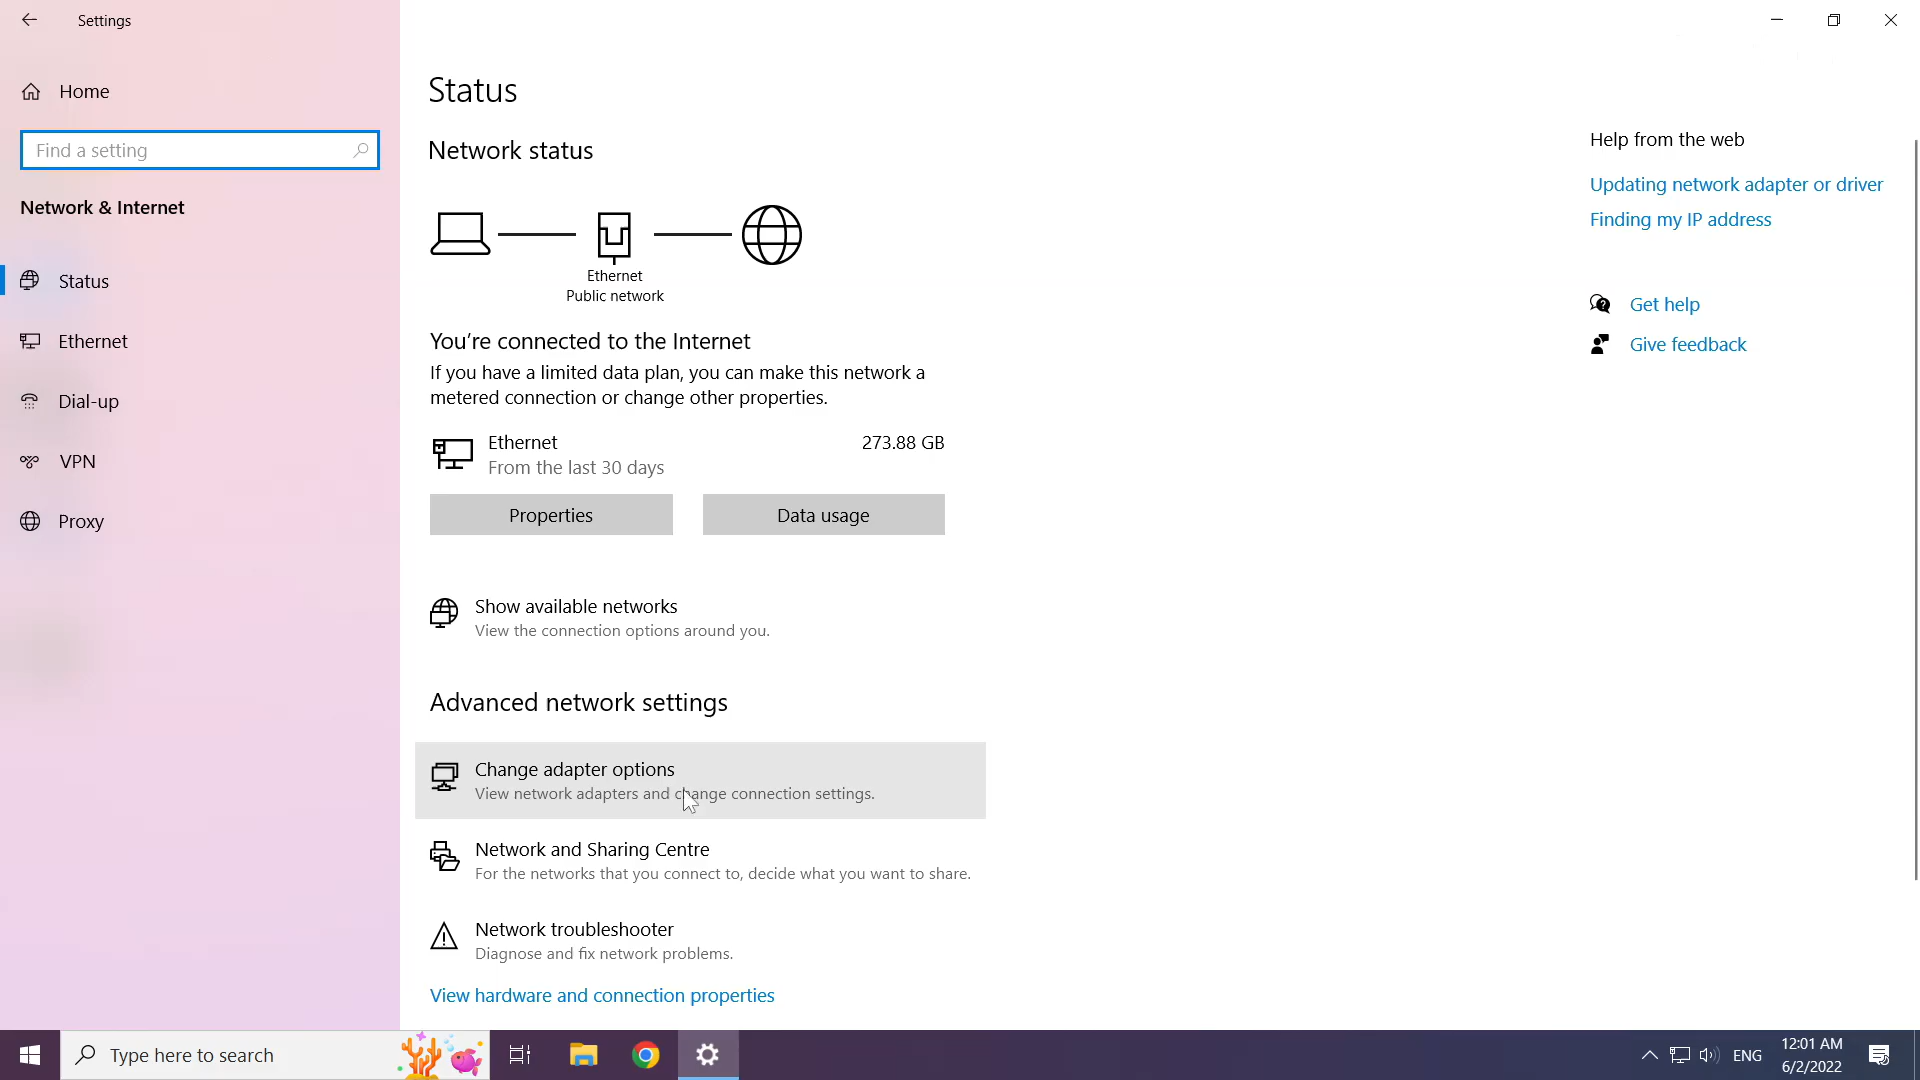 Settings
Home
Find a setting
Network & Internet
Status
Ethernet
Dial-up
VPN
Proxy
Status
Network status
Ethernet
Public network
You're connected to the Internet
If you have a limited data plan, you can make this network a
metered connection or change other properties.
Ethernet 273.88 GB
From the last 30 days
Properties Data usage
Show available networks
View the connection options around you.
Advanced network settings
Change adapter options
View network adapters and change connection settings.
Network and Sharing Centre
For the networks that you connect to, decide what you want to share.
Network troubleshooter
Diagnose and fix network problems.
View hardware and connection properties
Help from the web
Updating network adapter or driver
Finding my IP address
Get help
Give feedback
Type here to search
ENG
12:01 AM
6/2/2022